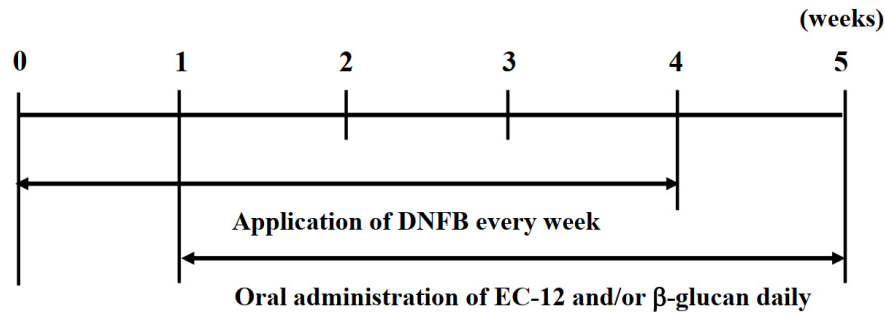 (weeks)
0 1 2 3 4 5
Application of DNFB every week
Oral administration of EC-12 and/or β-glucan daily